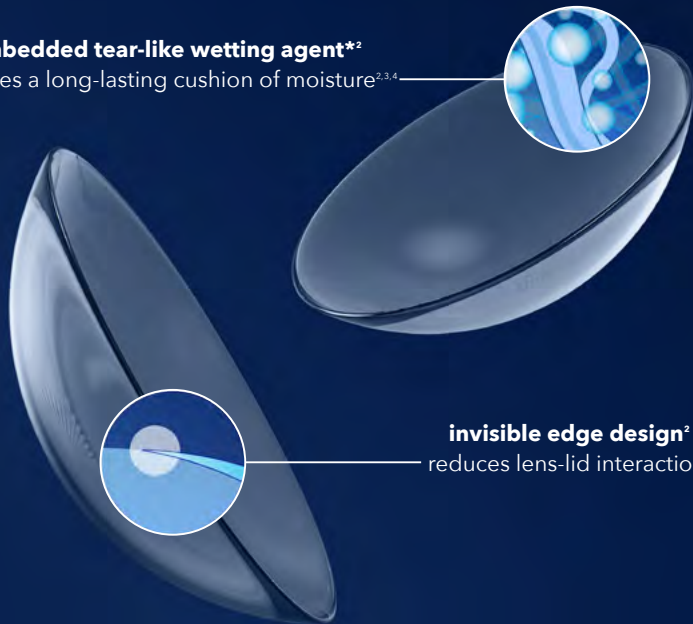 bedded tear-like wetting agent*²
es a long-lasting cushion of moisture²,³,⁴
invisible edge design²
reduces lens-lid interactio